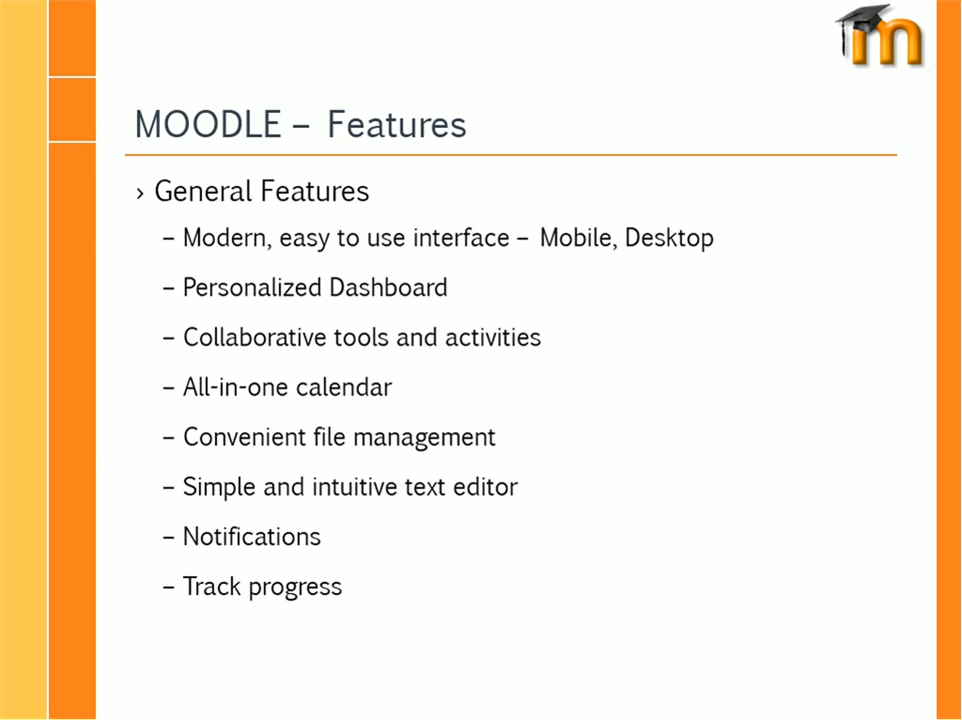 m
MOODLE – Features
› General Features
– Modern, easy to use interface – Mobile, Desktop
– Personalized Dashboard
– Collaborative tools and activities
– All-in-one calendar
– Convenient file management
– Simple and intuitive text editor
– Notifications
– Track progress